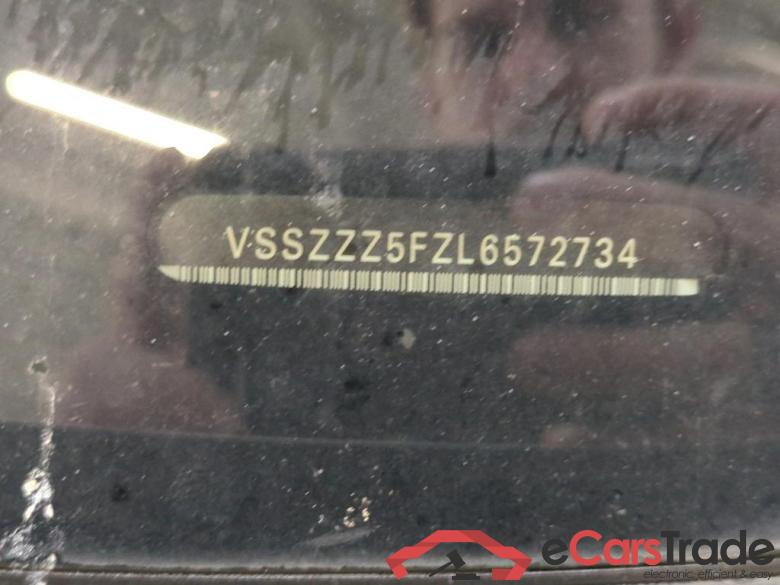 VSSZZZ5FZL6572734
eCarsTrade
electronic, efficient & easy